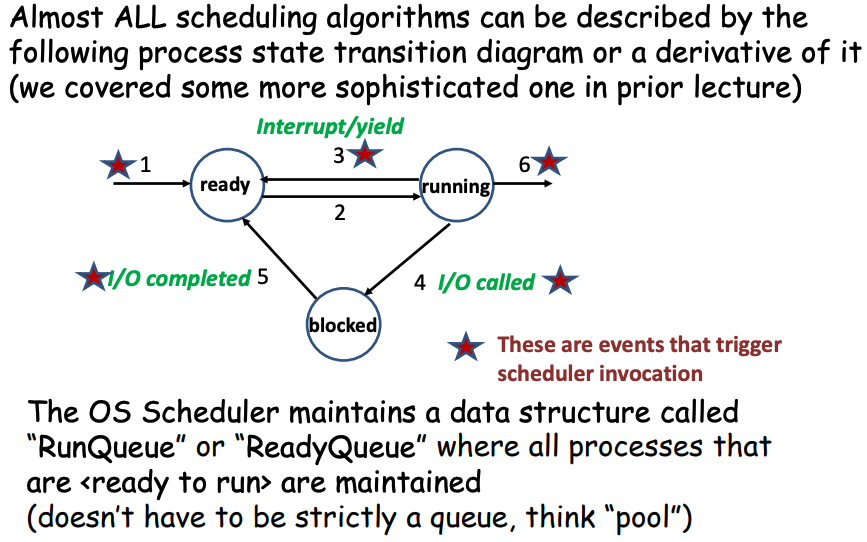 Almost ALL scheduling algorithms can be described by the
following process state transition diagram or a derivative of it
(we covered some more sophisticated one in prior lecture)
Interrupt/yield
1
3
6
ready
running
2
I/O completed 5
4 I/O called
blocked
These are events that trigger
scheduler invocation
The OS Scheduler maintains a data structure called
“RunQueue” or “ReadyQueue” where all processes that
are <ready to run> are maintained
(doesn’t have to be strictly a queue, think “pool”)